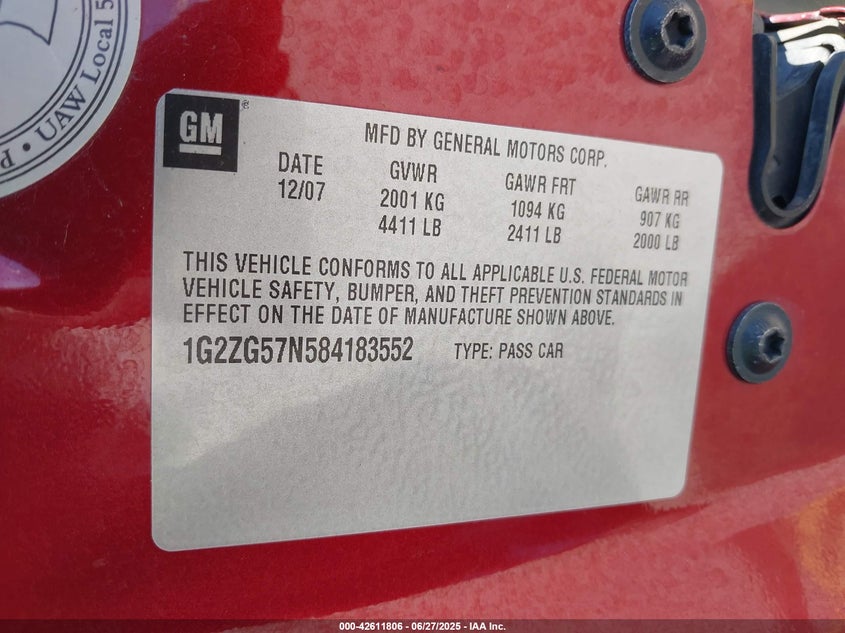 P
UAW Local 5
GM®
MFD BY GENERAL MOTORS CORP.
DATE GVWR GAWR FRT GAWR RR
12/07 2001 KG 1094 KG 907 KG
4411 LB 2411 LB 2000 LB
THIS VEHICLE CONFORMS TO ALL APPLICABLE U.S. FEDERAL MOTOR
VEHICLE SAFETY, BUMPER, AND THEFT PREVENTION STANDARDS IN
EFFECT ON THE DATE OF MANUFACTURE SHOWN ABOVE.
1G2ZG57N584183552 TYPE: PASS CAR
000-42611806 | 06/27/2025 | IAA Inc.